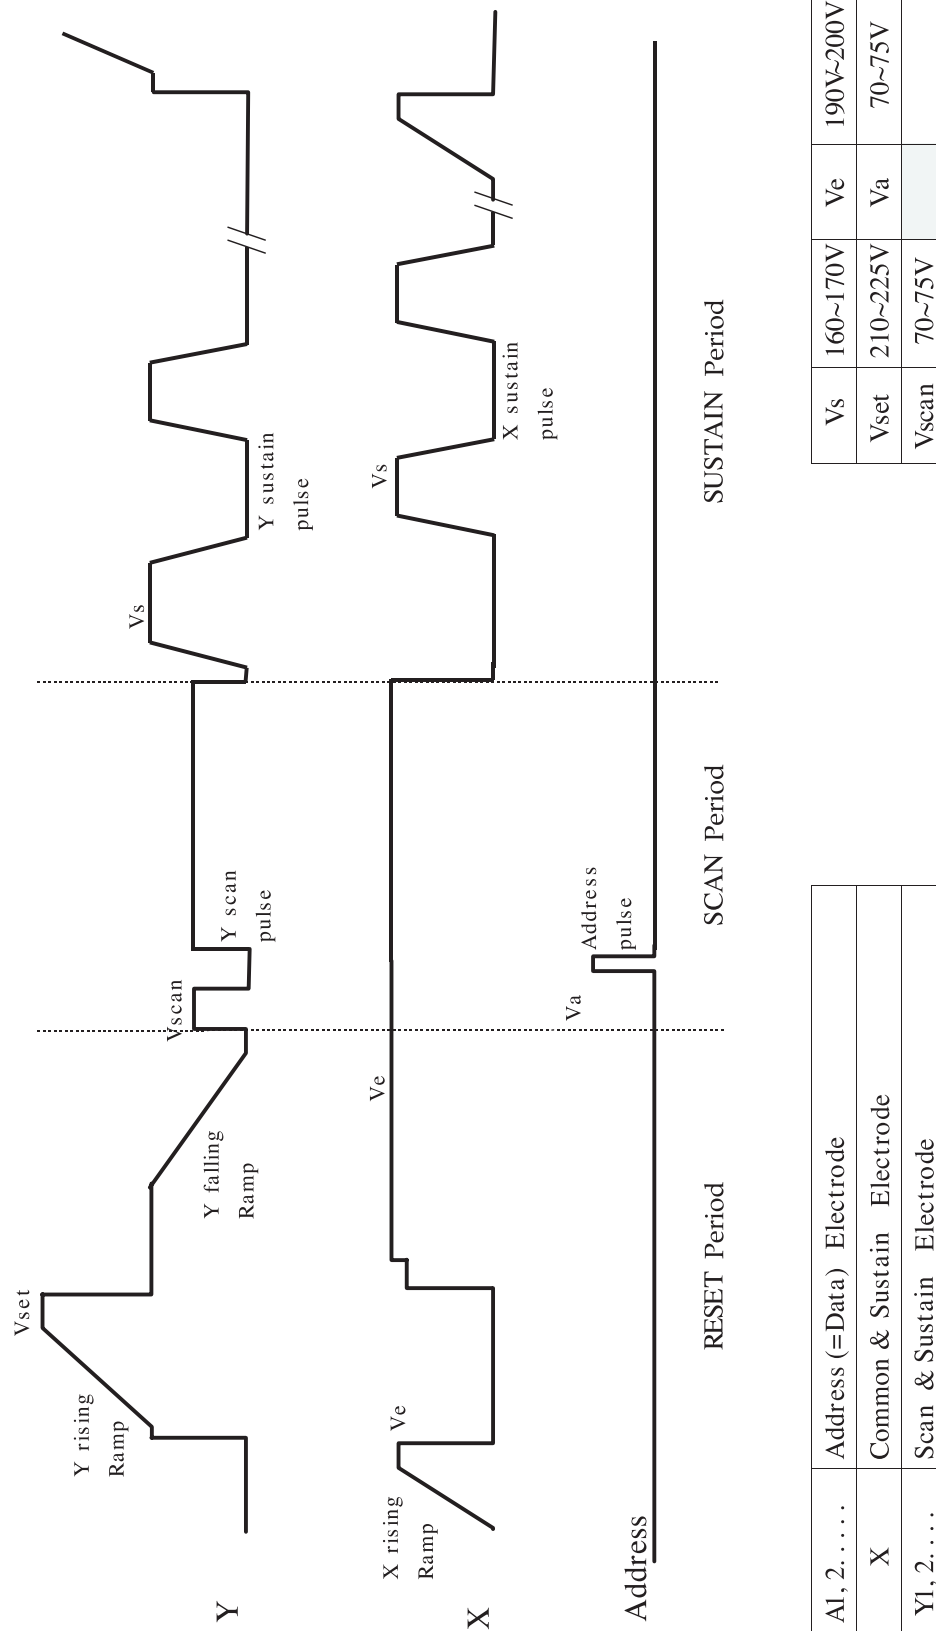 Vset
Y rising
Ramp
Y falling
Ramp
Vscan
Y scan
pulse
Vs
Y sustain
pulse
Y
X rising
Ramp
Ve
Ve
Vs
X sustain
pulse
X
Va
Address
pulse
Address
RESET Period
SCAN Period
SUSTAIN Period
A1, 2..... Address (=Data) Electrode
X Common & Sustain Electrode
Y1, 2.... Scan & Sustain Electrode
Vs 160~170V Ve 190V~200V
Vset 210~225V Va 70~75V
Vscan 70~75V